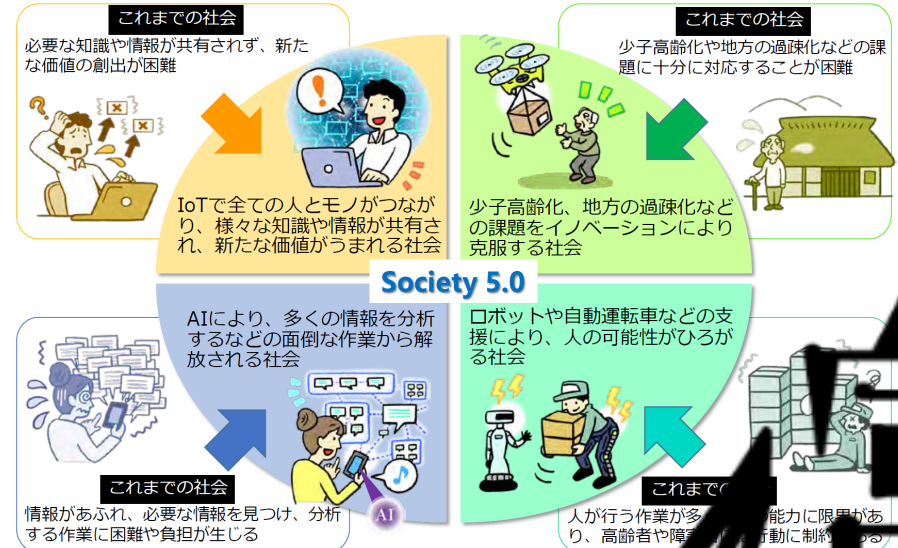 これまでの社会
必要な知識や情報が共有されず、新た
な価値の創出が困難
これまでの社会
少子高齢化や地方の過疎化などの課
題に十分に対応することが困難
IoTで全ての人とモノがつなが
り、様々な知識や情報が共有さ
れ、新たな価値がうまれる社会
少子高齢化、地方の過疎化など
の課題をイノベーションにより
克服する社会
Society 5.0
AIにより、多くの情報を分析
するなどの面倒な作業から解
放される社会
ロボットや自動運転車などの支
援により、人の可能性がひろが
る社会
AI
これまでの社会
情報があふれ、必要な情報を見つけ、分析
する作業に困難や負担が生じる
これまで
人が行う作業が多 能力に限界があ
り、高齢者や障害 行動に制約 ある